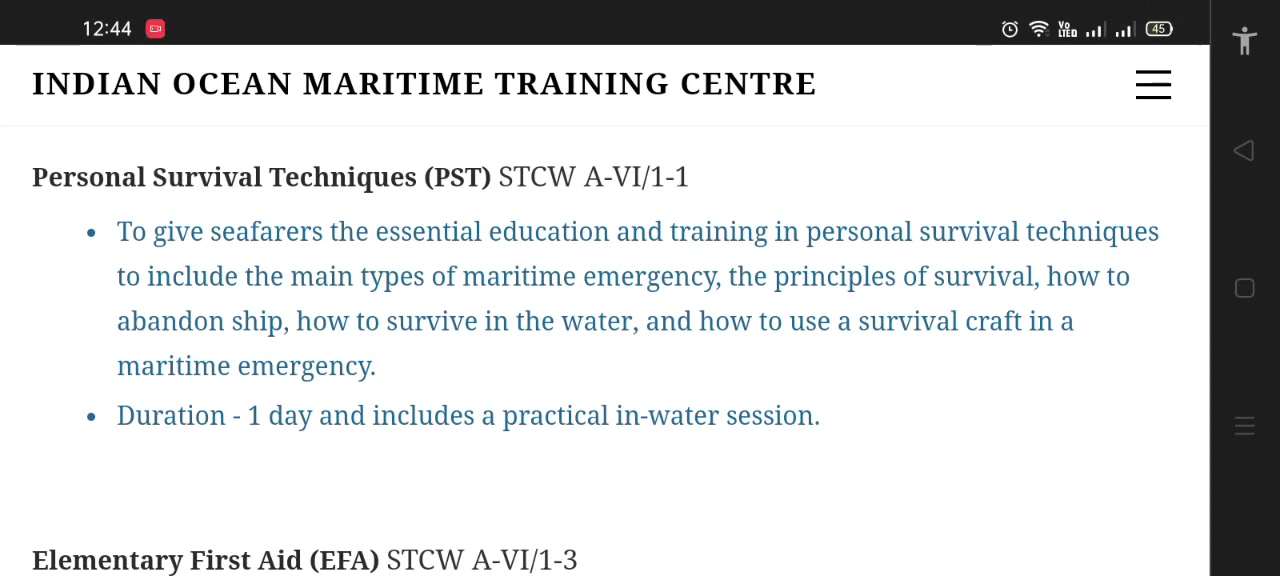 12:44
Vo LTED
45
INDIAN OCEAN MARITIME TRAINING CENTRE
Personal Survival Techniques (PST) STCW A-VI/1-1
• To give seafarers the essential education and training in personal survival techniques
to include the main types of maritime emergency, the principles of survival, how to
abandon ship, how to survive in the water, and how to use a survival craft in a
maritime emergency.
• Duration - 1 day and includes a practical in-water session.
Elementary First Aid (EFA) STCW A-VI/1-3